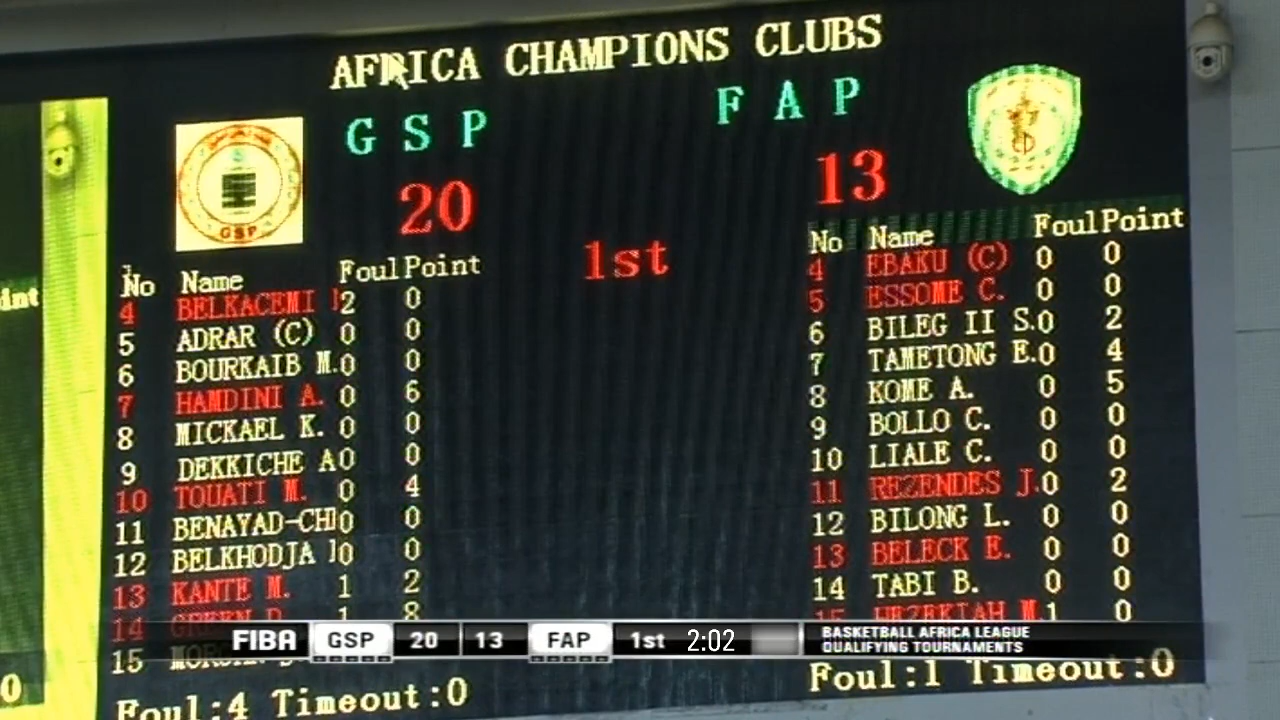 AFRICA CHAMPIONS CLUBS
GSP FAP
20 13
GSP
1st
No Name Foul Point
4 BELKACEMI 2 0
5 ADRAR (C) 0 0
6 BOURKAIB M. 0 0
7 HAMDINI A. 0 6
8 MICKAEL K. 0 0
9 DEKKICHE A 0 0
10 TOUATI M. 0 4
11 BENAYAD-CH 0 0
12 BELKHODJA 0 0
13 KANTE M. 1 2
14 GREEN D. 1 8
15
Foul:4 Timeout:0
No Name Foul Point
4 EBAKU (C) 0 0
5 ESSOME C. 0 0
6 BILEG II S. 0 2
7 TAMETONG E. 0 4
8 KOME A. 0 5
9 BOLLO C. 0 0
10 LIALE C. 0 0
11 REZENDES J. 0 2
12 BILONG L. 0 0
13 BELECK E. 0 0
14 TABI B. 0 0
15 HEZEKIAH M. 1 0
Foul:1 Timeout:0
int
0
FIBA GSP 20 13 FAP 1st 2:02
BASKETBALL AFRICA LEAGUE
QUALIFYING TOURNAMENTS